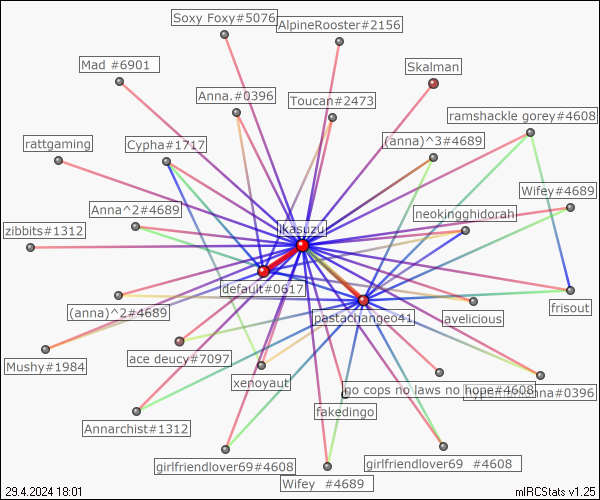 Soxy Foxy#5076
AlpineRooster#2156
Mad #6901
Skalman
Anna.#0396
Toucan#2473
ramshackle gorey#4608
rattgaming
Cypha#1717
(anna)^3#4689
Wifey#4689
Anna^2#4689
neokingghidorah
ikasuzu
zibbits#1312
default#0617
(anna)^2#4689
pastachangeo41
avelicious
frisout
ace deucy#7097
Mushy#1984
xenoyaut
no cops no laws no hope#4608
#0396
fakedingo
Annarchist#1312
girlfriendlover69#4608
girlfriendlover69 #4608
Wifey #4689
29.4.2024 18:01
mIRCStats v1.25